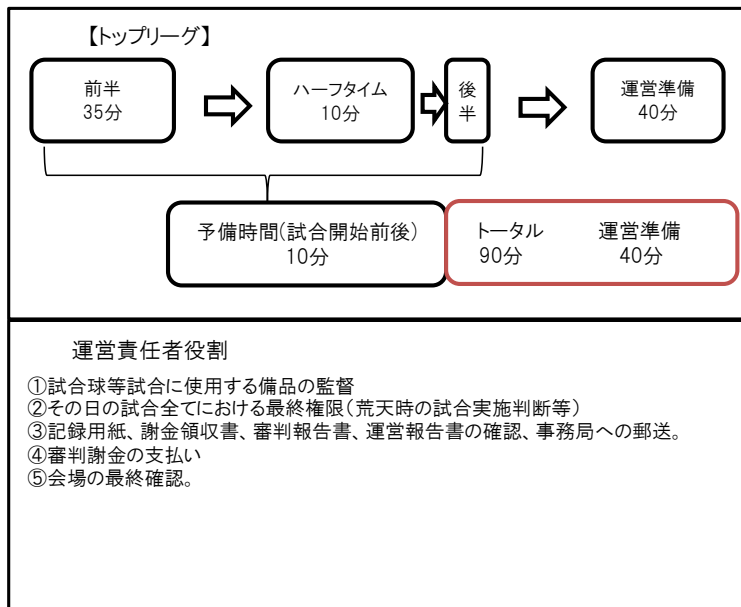 【トップリーグ】
前半
35分
ハーフタイム
10分
後
半
運営準備
40分
予備時間(試合開始前後)
10分
トータル
90分
運営準備
40分
運営責任者役割
①試合球等試合に使用する備品の監督
②その日の試合全てにおける最終権限(荒天時の試合実施判断等)
③記録用紙、謝金領収書、審判報告書、運営報告書の確認、事務局への郵送。
④審判謝金の支払い
⑤会場の最終確認。